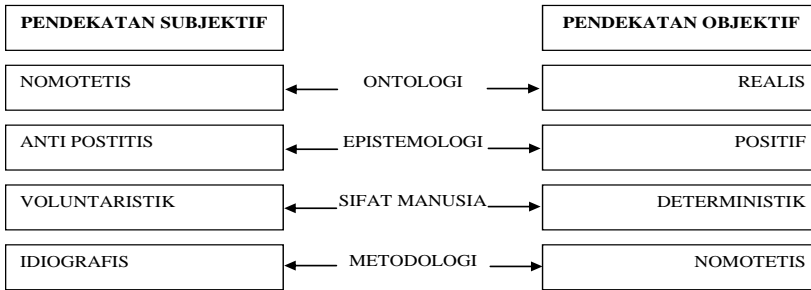 PENDEKATAN SUBJEKTIF PENDEKATAN OBJEKTIF
NOMOTETIS ONTOLOGI REALIS
ANTI POSTITIS EPISTEMOLOGI POSITIF
VOLUNTARISTIK SIFAT MANUSIA DETERMINISTIK
IDIOGRAFIS METODOLOGI NOMOTETIS